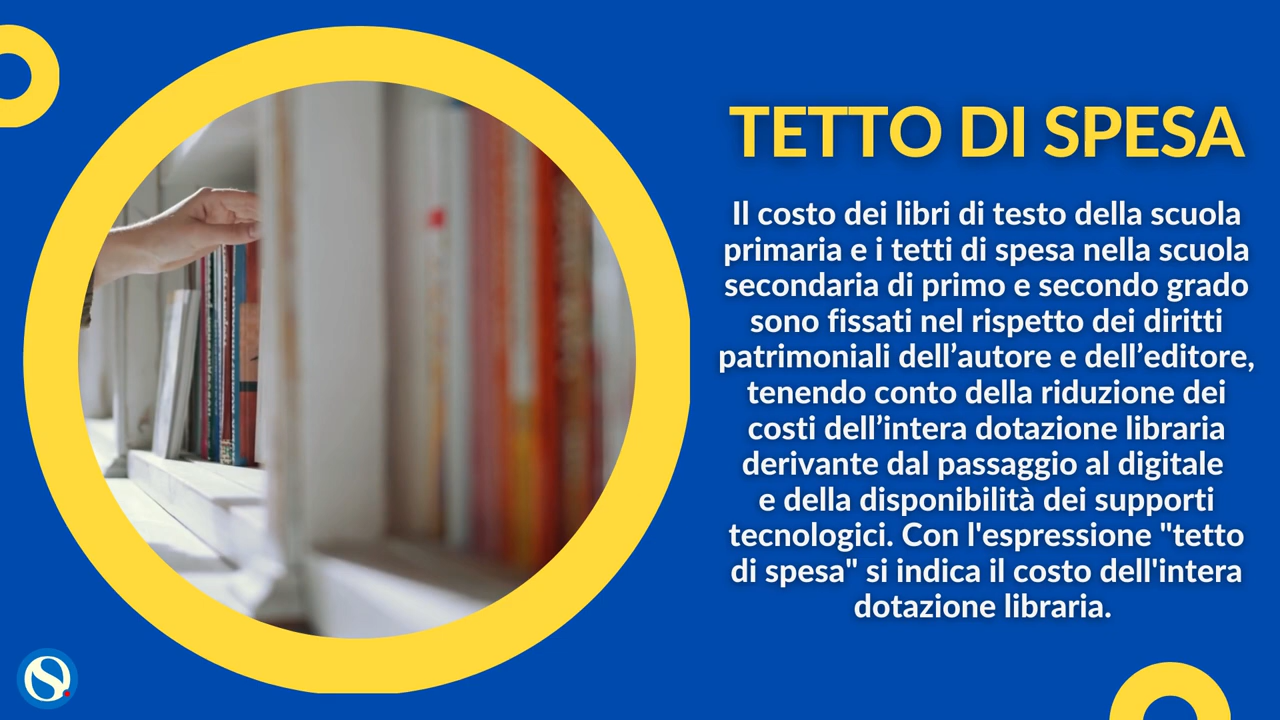 TETTO DI SPESA
Il costo dei libri di testo della scuola
primaria e i tetti di spesa nella scuola
secondaria di primo e secondo grado
sono fissati nel rispetto dei diritti
patrimoniali dell’autore e dell’editore,
tenendo conto della riduzione dei
costi dell’intera dotazione libraria
derivante dal passaggio al digitale
e della disponibilità dei supporti
tecnologici. Con l'espressione "tetto
di spesa" si indica il costo dell'intera
dotazione libraria.
S